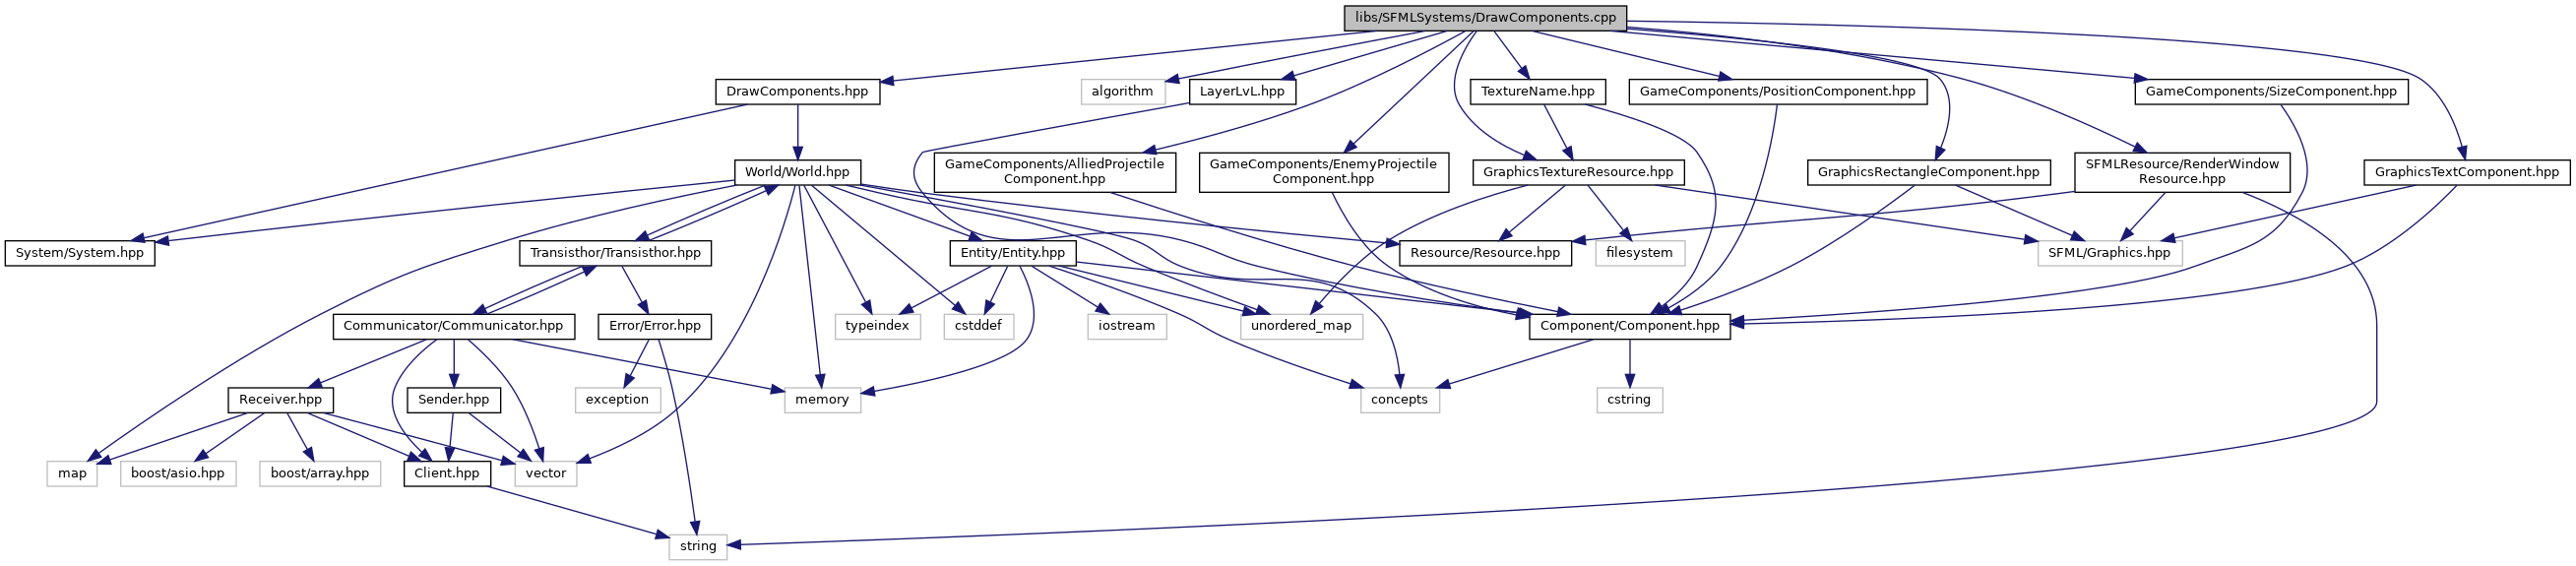 libs/SFMLSystems/DrawComponents.cpp
DrawComponents.hpp
algorithm
LayerLvL.hpp
TextureName.hpp
GameComponents/PositionComponent.hpp
GameComponents/SizeComponent.hpp
World/World.hpp
GameComponents/AlliedProjectile
Component.hpp
GameComponents/EnemyProjectile
Component.hpp
GraphicsTextureResource.hpp
GraphicsRectangleComponent.hpp
SFMLResource/RenderWindow
Resource.hpp
GraphicsTextComponent.hpp
System/System.hpp
Transisthor/Transisthor.hpp
Entity/Entity.hpp
Resource/Resource.hpp
filesystem
SFML/Graphics.hpp
Communicator/Communicator.hpp
Error/Error.hpp
typeindex
cstddef
iostream
unordered_map
Component/Component.hpp
Receiver.hpp
Sender.hpp
exception
memory
concepts
cstring
map
boost/asio.hpp
boost/array.hpp
Client.hpp
vector
string